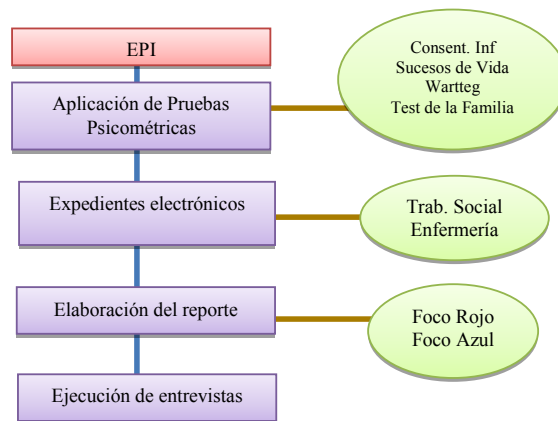 EPI
Aplicación de Pruebas
Psicométricas
Consent. Inf
Sucesos de Vida
Wartteg
Test de la Familia
Expedientes electrónicos
Trab. Social
Enfermería
Elaboración del reporte
Foco Rojo
Foco Azul
Ejecución de entrevistas